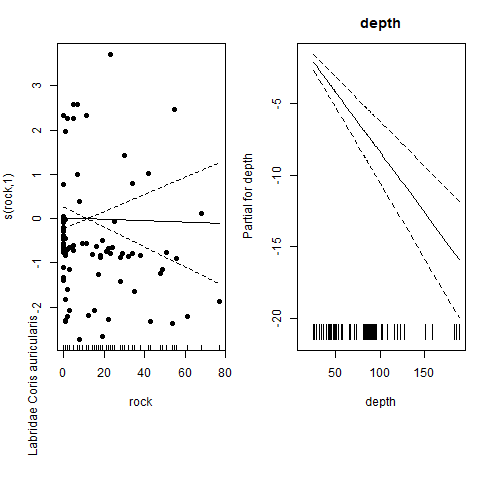 depth
s(rock,1)
3
2
1
0
-1
-2
0 20 40 60 80
rock
Labridae Coris auricularis
Partial for depth
-5
-10
-15
-20
50 100 150
depth